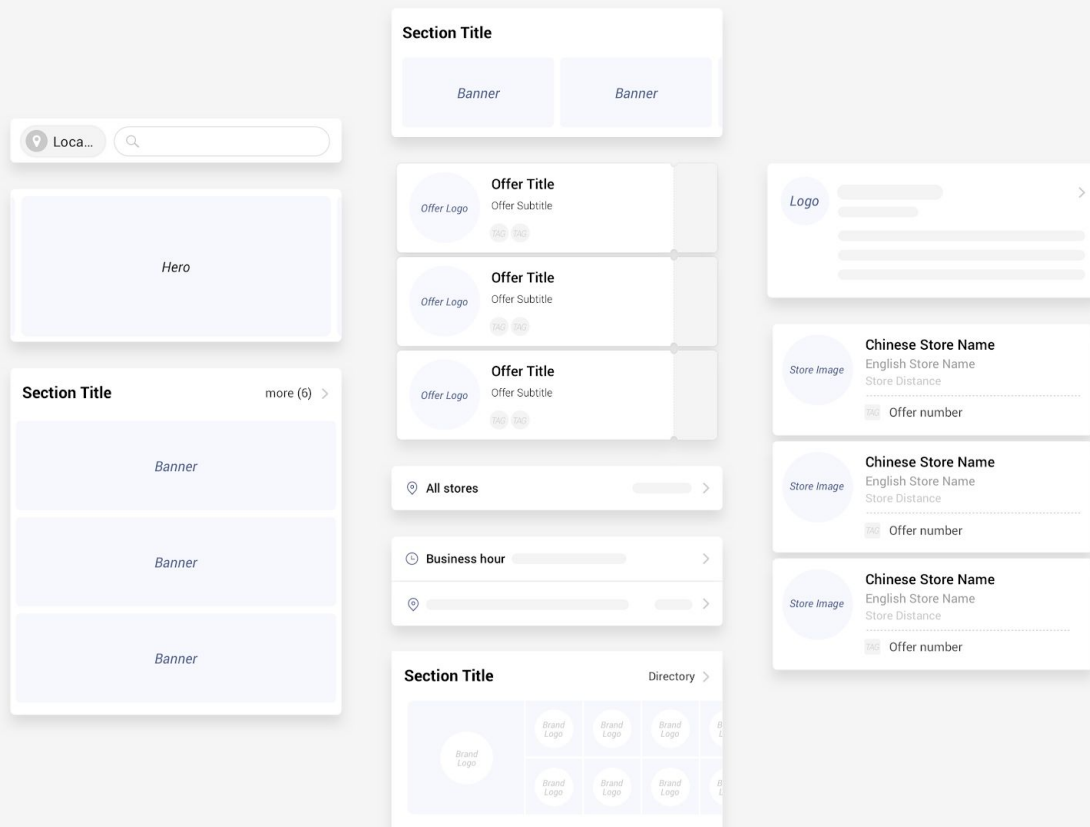 Loca...
Hero
Section Title
more (6)
Banner
Banner
Banner
Section Title
Banner
Banner
Offer Logo
Offer Title
Offer Subtitle
TAG TAG
Offer Logo
Offer Title
Offer Subtitle
TAG TAG
Offer Logo
Offer Title
Offer Subtitle
TAG TAG
All stores
Business hour
Section Title
Directory
Brand
Logo
Brand
Logo
Brand
Logo
Brand
Logo
B
L
Brand
Logo
Brand
Logo
Brand
Logo
B
L
Logo
Store Image
Chinese Store Name
English Store Name
Store Distance
TAG
Offer number
Store Image
Chinese Store Name
English Store Name
Store Distance
TAG
Offer number
Store Image
Chinese Store Name
English Store Name
Store Distance
TAG
Offer number